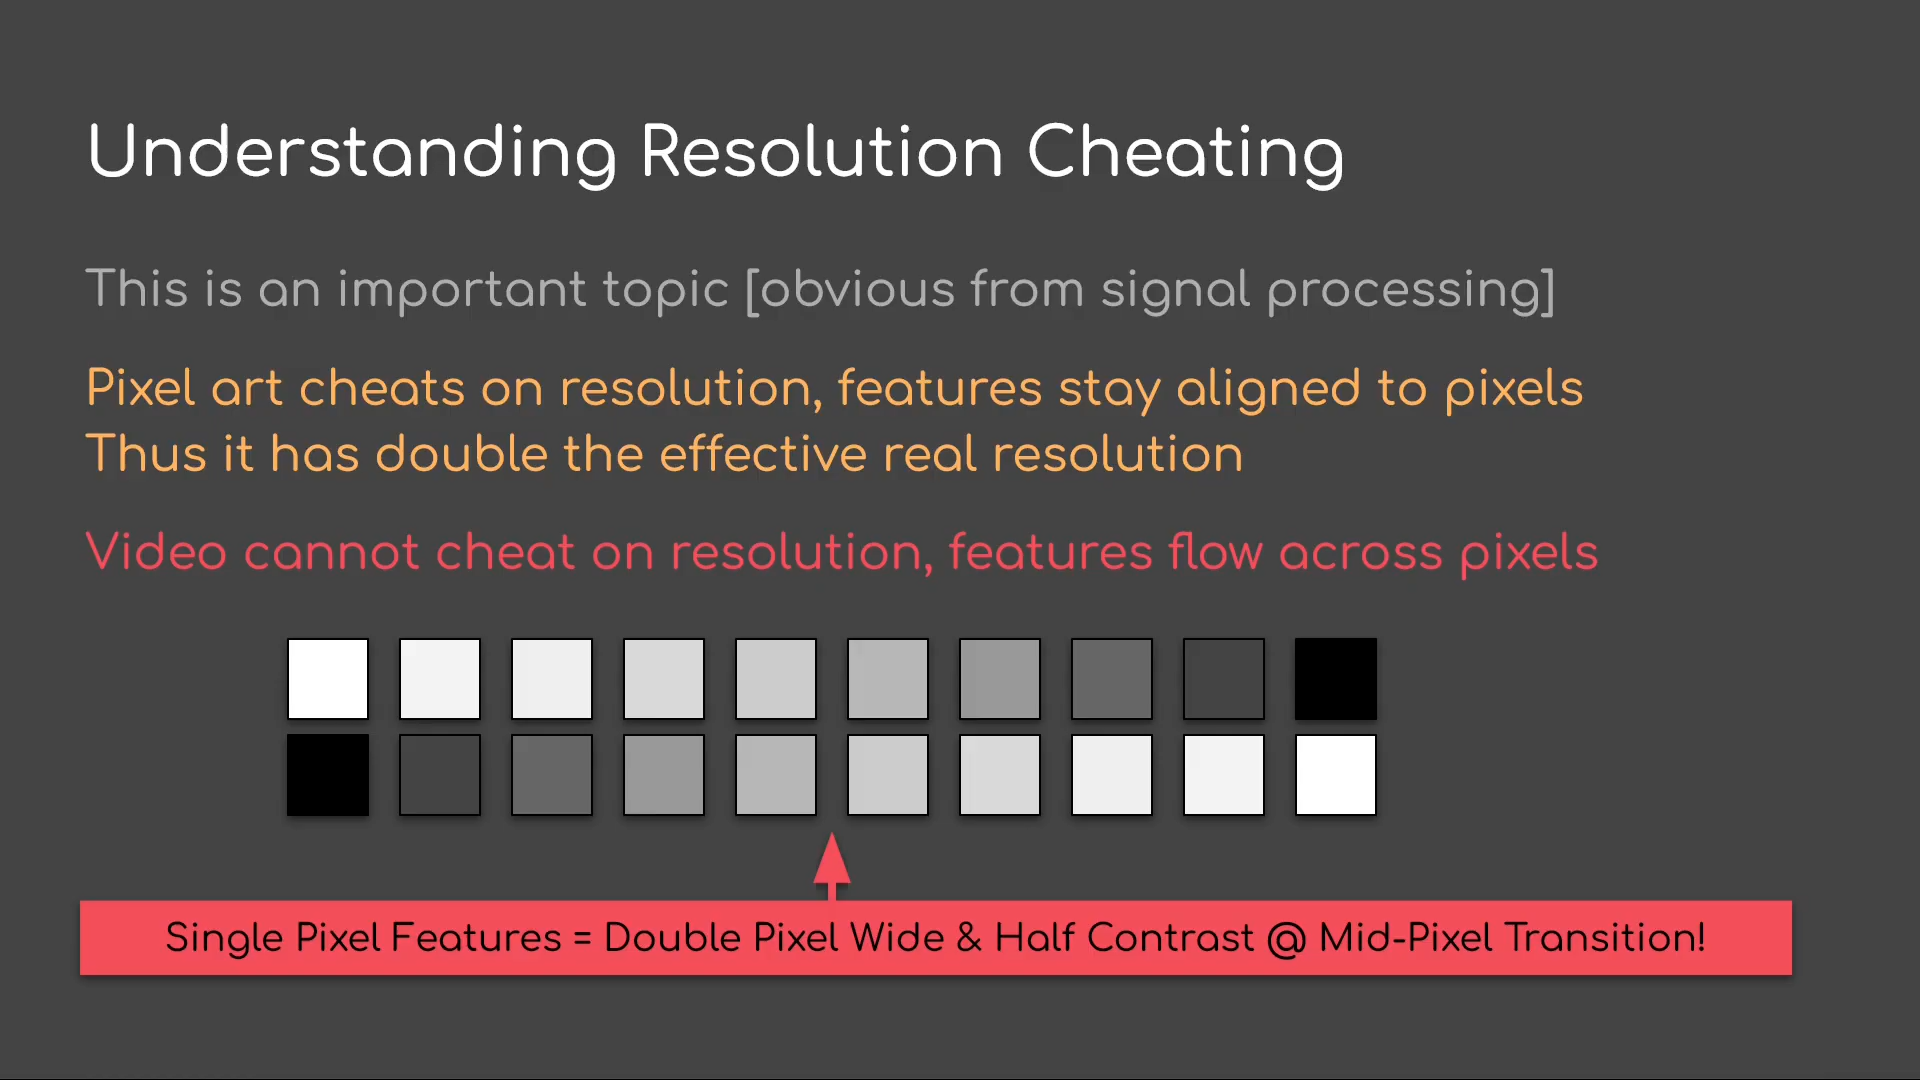 Understanding Resolution Cheating
This is an important topic [obvious from signal processing]
Pixel art cheats on resolution, features stay aligned to pixels
Thus it has double the effective real resolution
Video cannot cheat on resolution, features flow across pixels
Single Pixel Features = Double Pixel Wide & Half Contrast @ Mid-Pixel Transition!